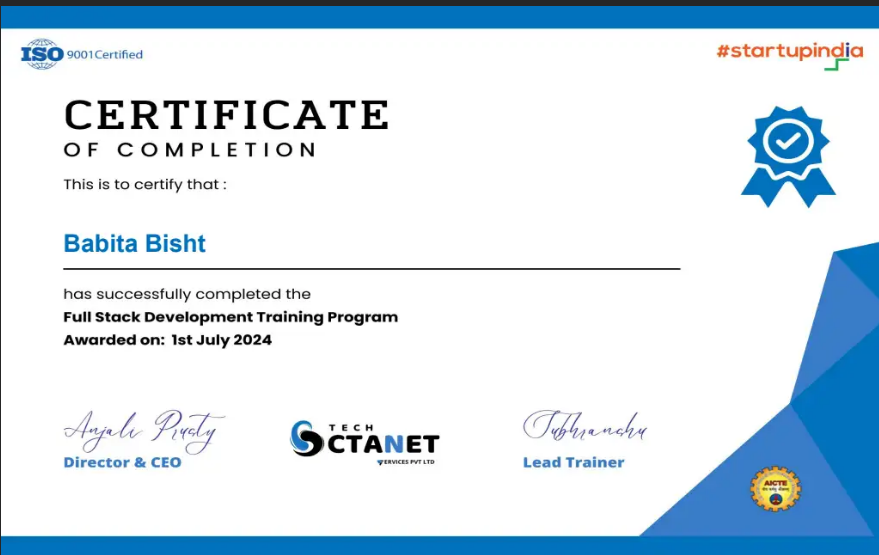 ISO 9001Certified
#startupindia
CERTIFICATE
OF COMPLETION
This is to certify that :
Babita Bisht
has successfully completed the
Full Stack Development Training Program
Awarded on: 1st July 2024
Anjali Prusty
Director & CEO
TECH
OCTANET
SERVICES PVT LTD
Subhranshu
Lead Trainer
AICTE